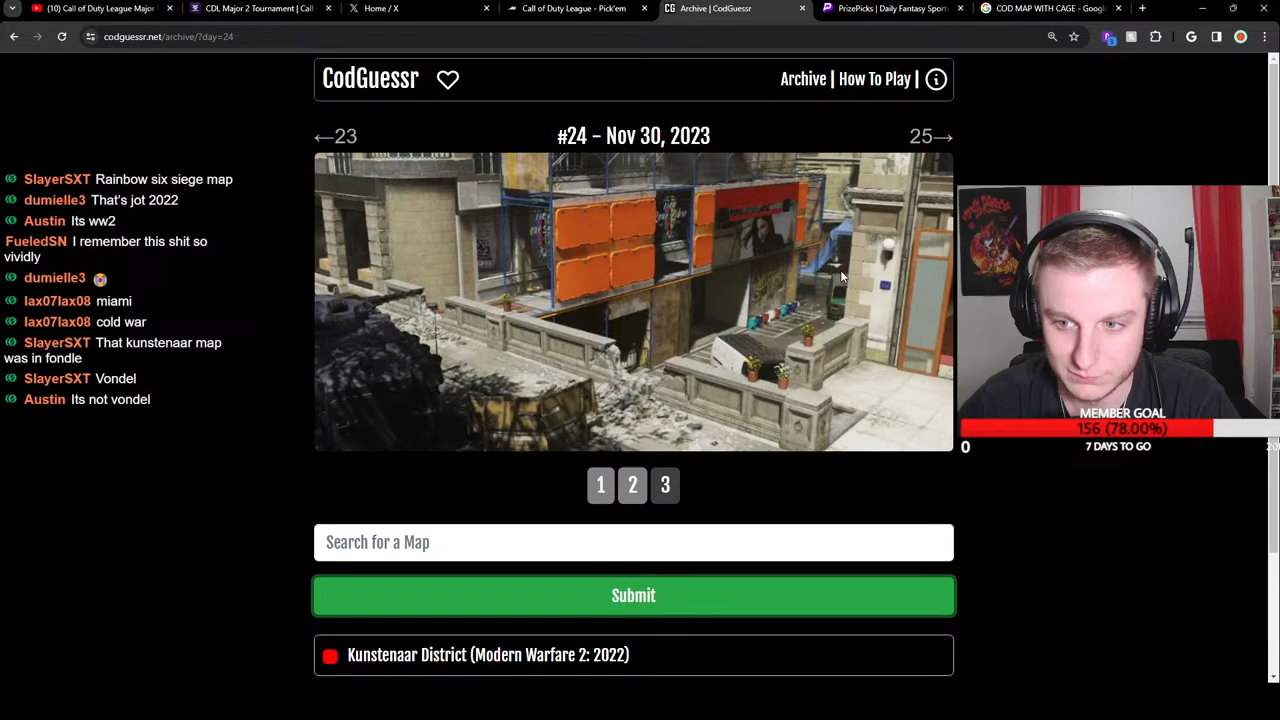 (10) Call of Duty League Major
CDL Major 2 Tournament | Call
Home / X
Call of Duty League - Pick'em
CG Archive | CodGuessr
PrizePicks | Daily Fantasy Sport
COD MAP WITH CAGE - Google
codguessr.net/archive/?day=24
CodGuessr
Archive | How To Play |
←23
#24 - Nov 30, 2023
25→
SlayerSXT Rainbow six siege map
dumielle3 That's jot 2022
Austin Its ww2
FueledSN I remember this shit so
vividly
dumielle3
lax07lax08 miami
lax07lax08 cold war
SlayerSXT That kunstenaar map
was in fondle
SlayerSXT Vondel
Austin Its not vondel
MEMBER GOAL
156 (78.00%)
0
20
7 DAYS TO GO
1 2 3
Search for a Map
Submit
Kunstenaar District (Modern Warfare 2: 2022)